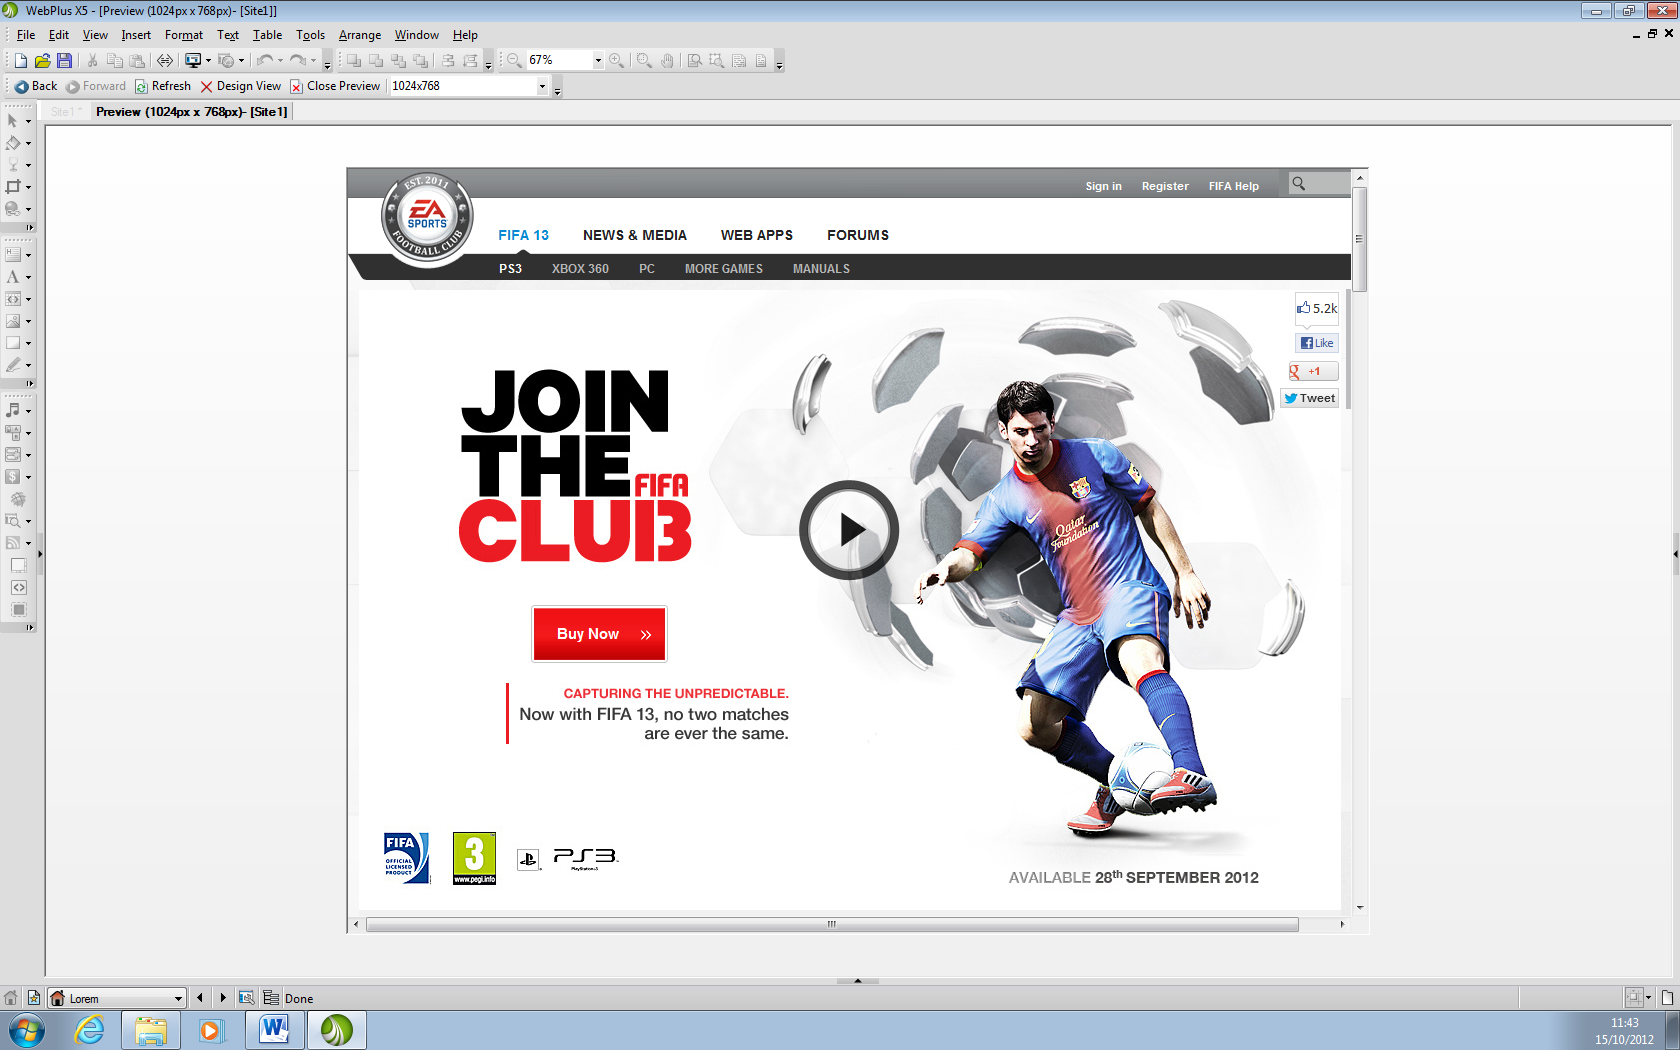 WebPlus X5 - [Preview (1024px x 768px)- [Site1]]
File Edit View Insert Format Text Table Tools Arrange Window Help
67%
Back Forward Refresh Design View Close Preview 1024x768
Site1 * Preview (1024px x 768px)- [Site1]
Sign in Register FIFA Help
EST. 2011
EA
SPORTS
FOOTBALL CLUB
FIFA 13 NEWS & MEDIA WEB APPS FORUMS
PS3 XBOX 360 PC MORE GAMES MANUALS
5.2k
Like
+1
Tweet
JOIN
THE
FIFA
CLUB
Qatar
Foundation
Buy Now »
CAPTURING THE UNPREDICTABLE.
Now with FIFA 13, no two matches
are ever the same.
FIFA
OFFICIAL
LICENSED
PRODUCT
3
www.pegi.info
PS3
PlayStation 3
AVAILABLE 28th SEPTEMBER 2012
Lorem Done
11:43
15/10/2012